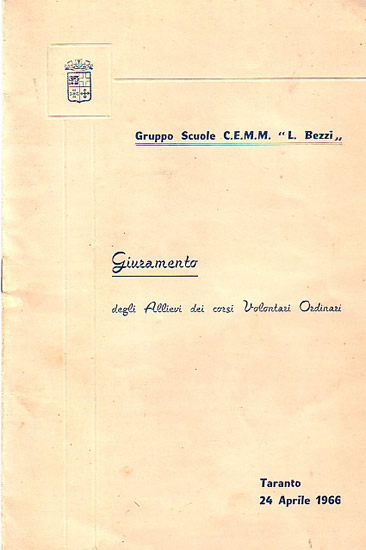 Gruppo Scuole C.E.M.M. “L. Bezzi„
Giuramento
degli Allievi dei corsi Volontari Ordinari
Taranto
24 Aprile 1966